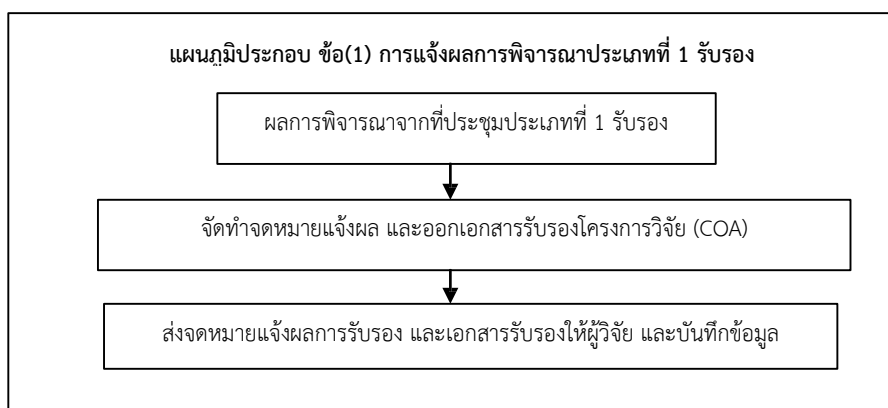 แผนภูมิประกอบ ข้อ(1) การแจ้งผลการพิจารณาประเภทที่ 1 รับรอง
ผลการพิจารณาจากที่ประชุมประเภทที่ 1 รับรอง
จัดทำจดหมายแจ้งผล และออกเอกสารรับรองโครงการวิจัย (COA)
ส่งจดหมายแจ้งผลการรับรอง และเอกสารรับรองให้ผู้วิจัย และบันทึกข้อมูล